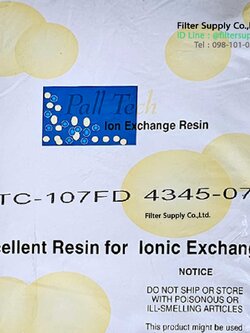 Filter Supply Co.,L
ID Line : @filtersup
Tel : 098-101-0
Pall Tech
Ion Exchange Resin
TC-107FD 4345-07
Filter Supply Co.,Ltd.
cellent Resin for Ionic Exchang
NOTICE
DO NOT SHIP OR STORE
WITH POISONOUS OR
ILL-SMELLING ARTICLES
This product might be used